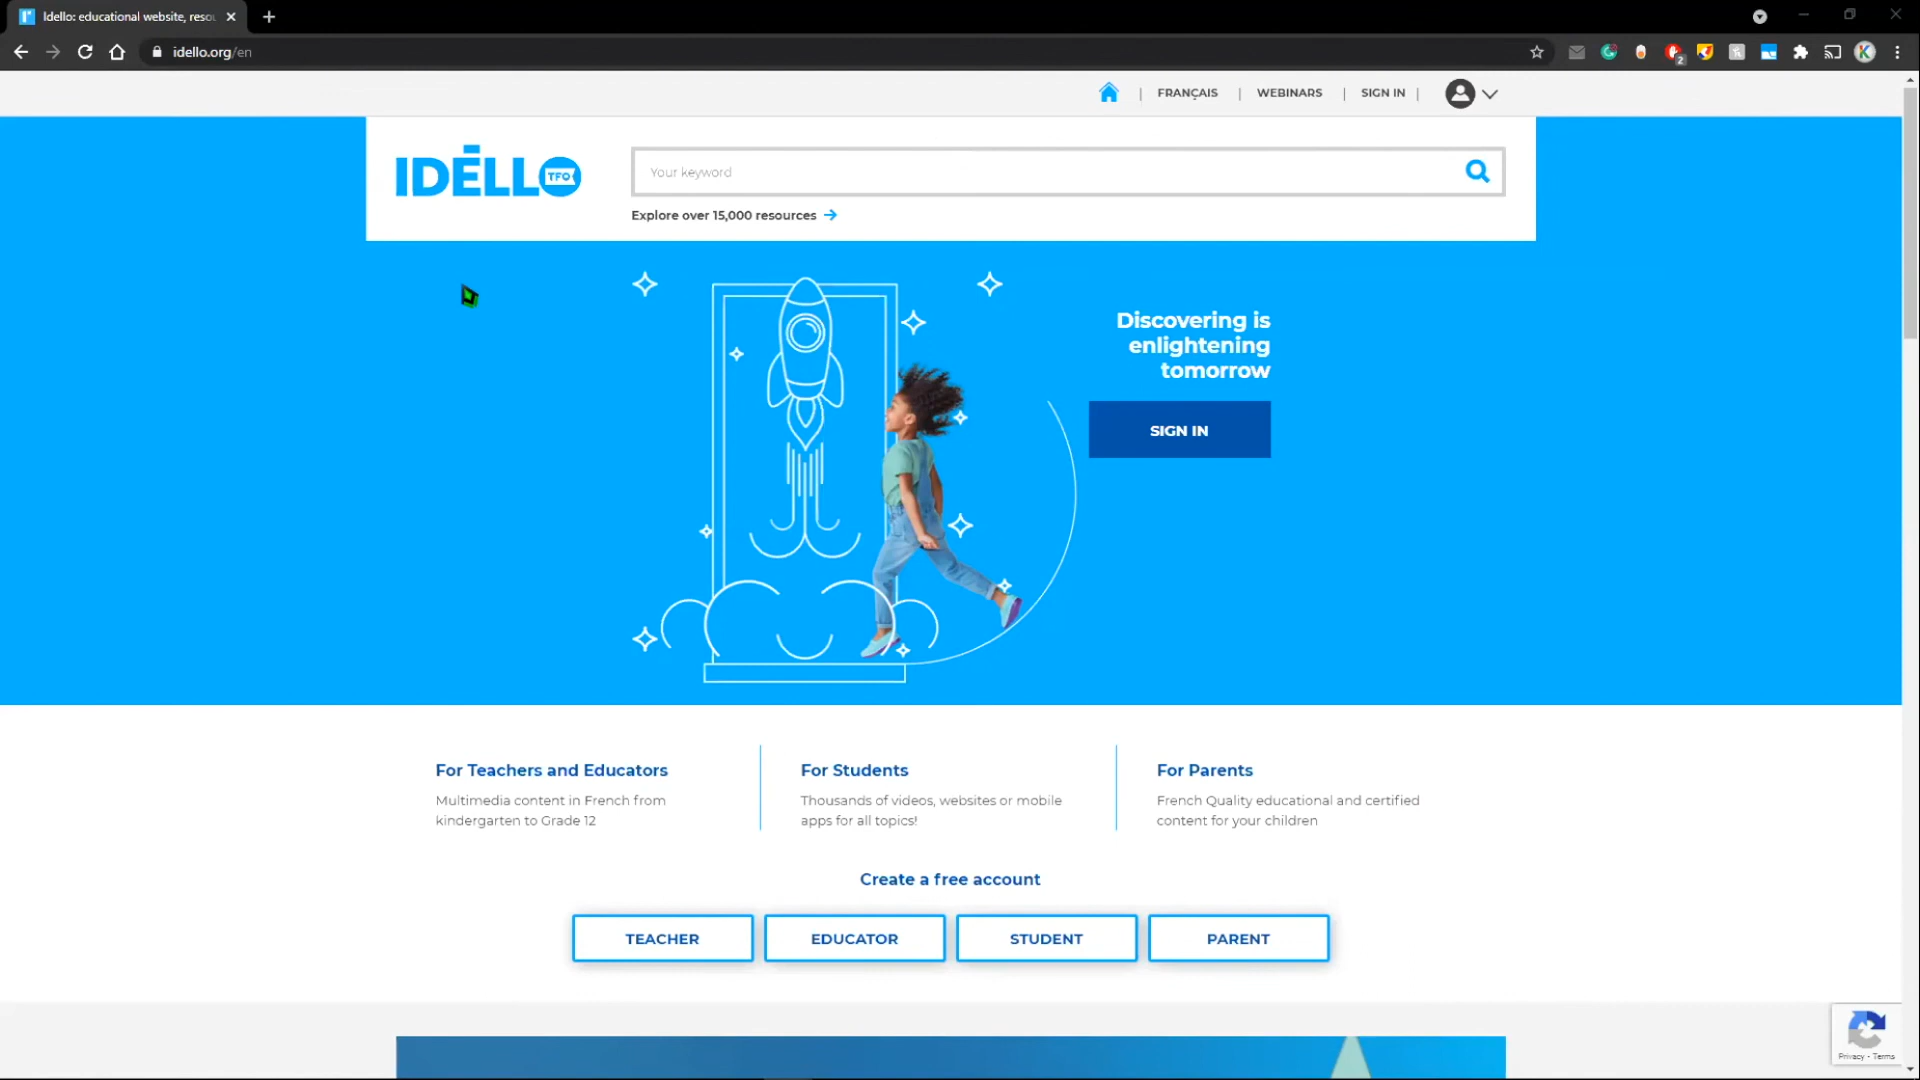 Idello: educational website, resou
idello.org/en
2
K
FRANÇAIS | WEBINARS | SIGN IN |
IDÉLLO TFO
Your keyword
Explore over 15,000 resources
Discovering is
enlightening
tomorrow
SIGN IN
For Teachers and Educators
Multimedia content in French from
kindergarten to Grade 12
For Students
Thousands of videos, websites or mobile
apps for all topics!
For Parents
French Quality educational and certified
content for your children
Create a free account
TEACHER
EDUCATOR
STUDENT
PARENT
Privacy - Terms